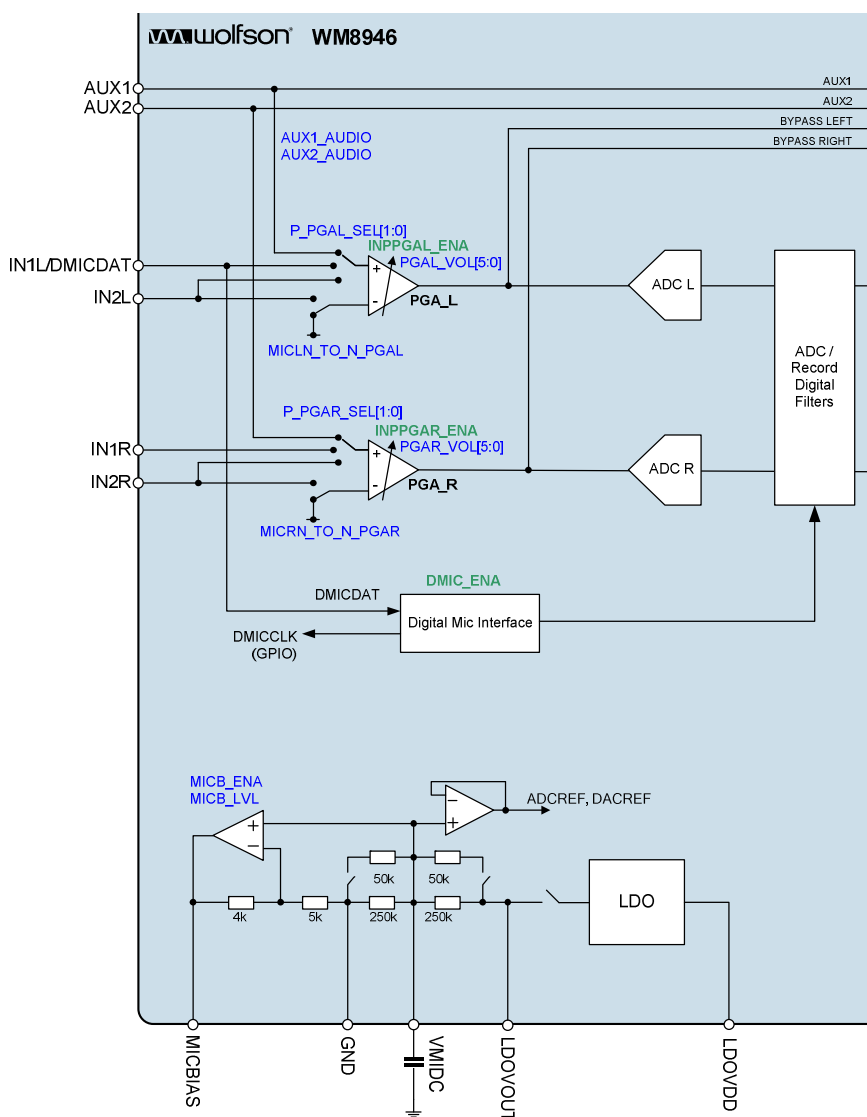 wolfson® WM8946
AUX1
AUX2
AUX1
AUX2
BYPASS LEFT
BYPASS RIGHT
AUX1_AUDIO
AUX2_AUDIO
P_PGAL_SEL[1:0]
INPPGAL_ENA
PGAL_VOL[5:0]
IN1L/DMICDAT
IN2L
+
-
PGA_L
MICLN_TO_N_PGAL
ADC L
ADC /
Record
Digital
Filters
P_PGAR_SEL[1:0]
INPPGAR_ENA
PGAR_VOL[5:0]
IN1R
IN2R
+
-
PGA_R
MICRN_TO_N_PGAR
ADC R
DMIC_ENA
DMICDAT
Digital Mic Interface
DMICCLK
(GPIO)
MICB_ENA
MICB_LVL
+
-
-
+
ADCREF, DACREF
50k
50k
4k
5k
250k
250k
LDO
MICBIAS
GND
VMIDC
LDOVOUT
LDOVDD